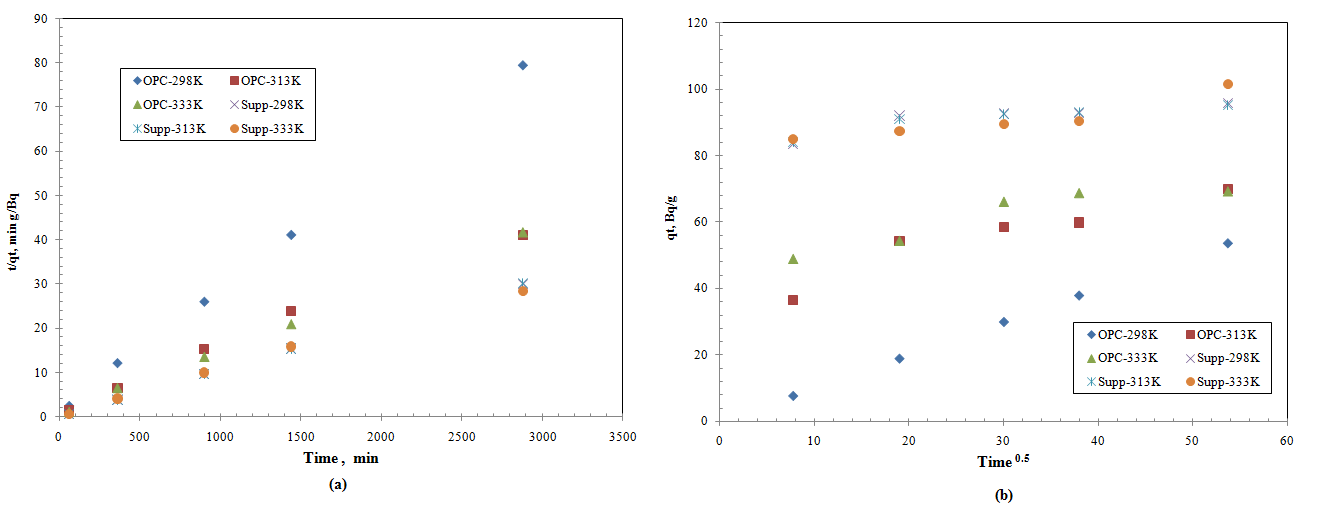 90
80
70
60
50
40
30
20
10
0
t/qt, min g/Bq
OPC-298K OPC-313K
OPC-333K Supp-298K
Supp-313K Supp-333K
0 500 1000 1500 2000 2500 3000 3500
Time , min
(a)
120
100
80
60
40
20
0
qt, Bq/g
OPC-298K OPC-313K
OPC-333K Supp-298K
Supp-313K Supp-333K
0 10 20 30 40 50 60
Time 0.5
(b)